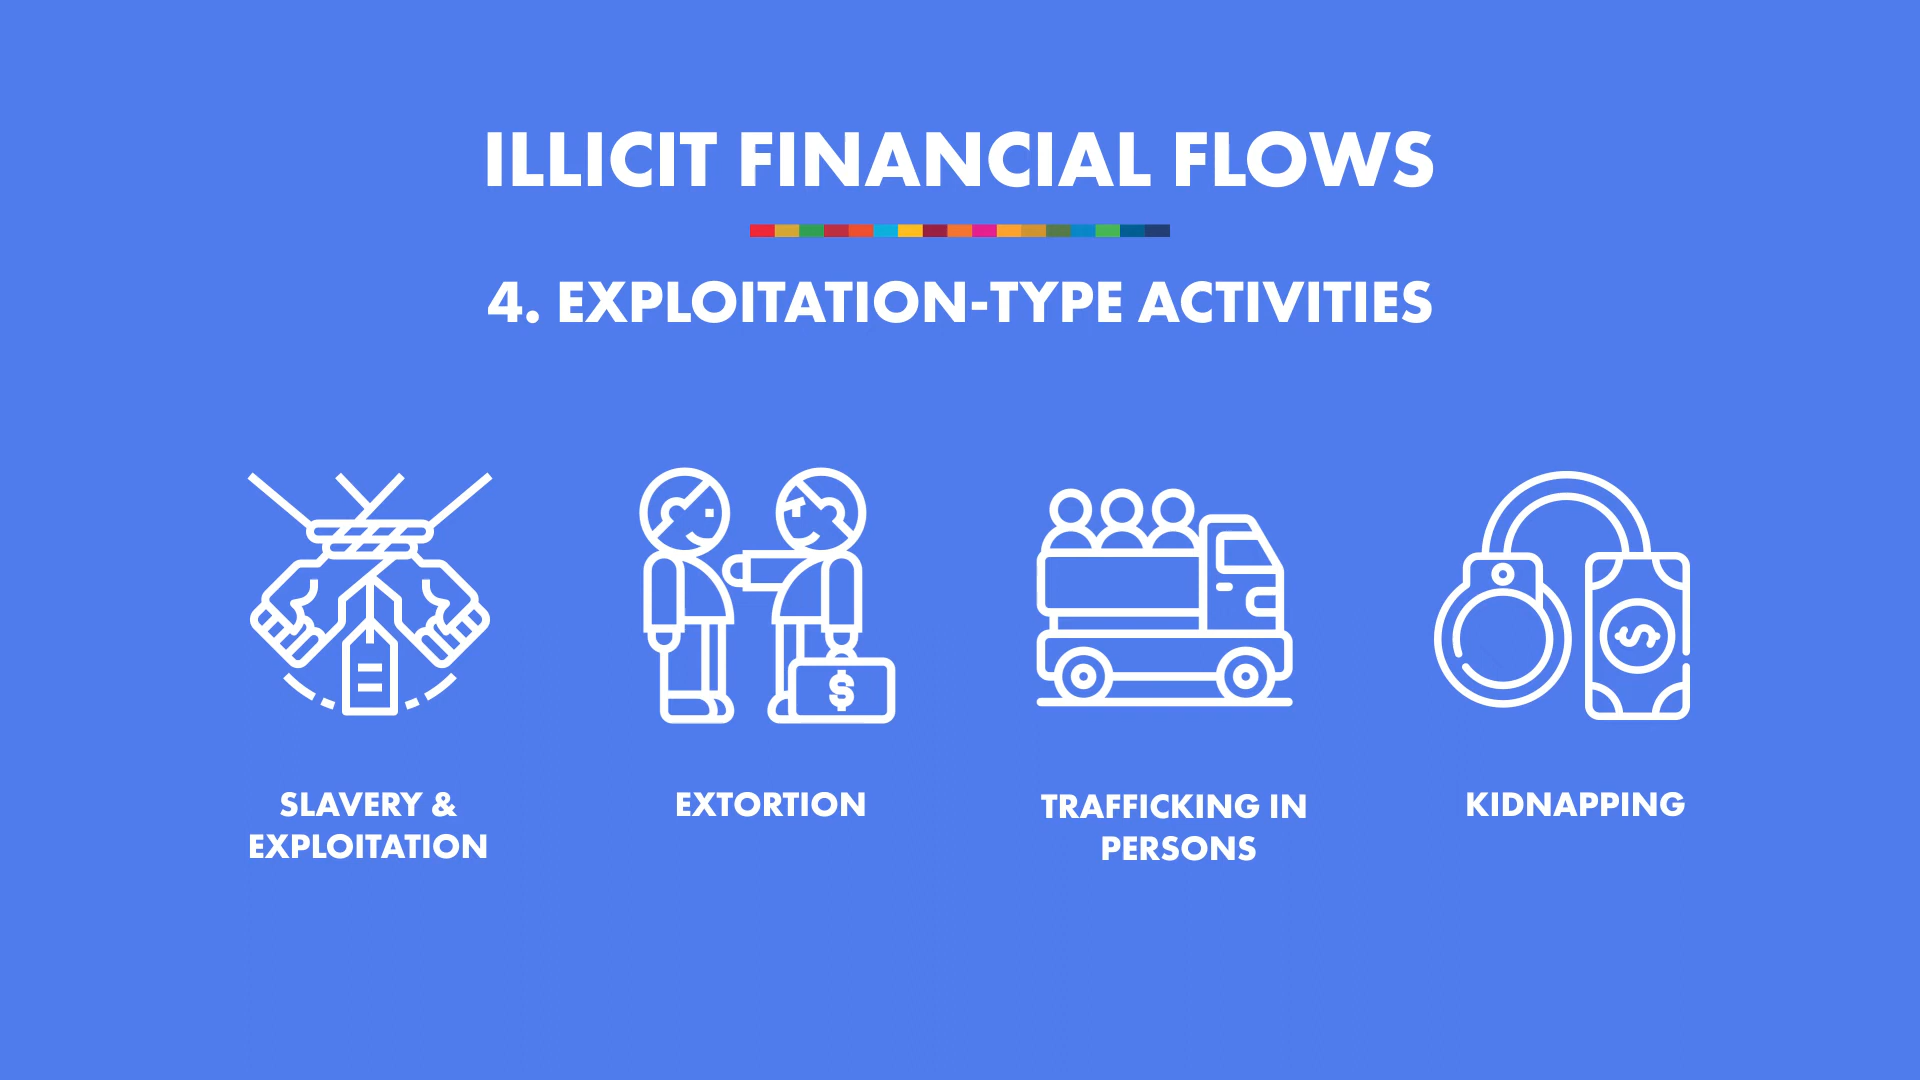 ILLICIT FINANCIAL FLOWS
4. EXPLOITATION-TYPE ACTIVITIES
$
$
SLAVERY &
EXPLOITATION
EXTORTION
TRAFFICKING IN
PERSONS
KIDNAPPING